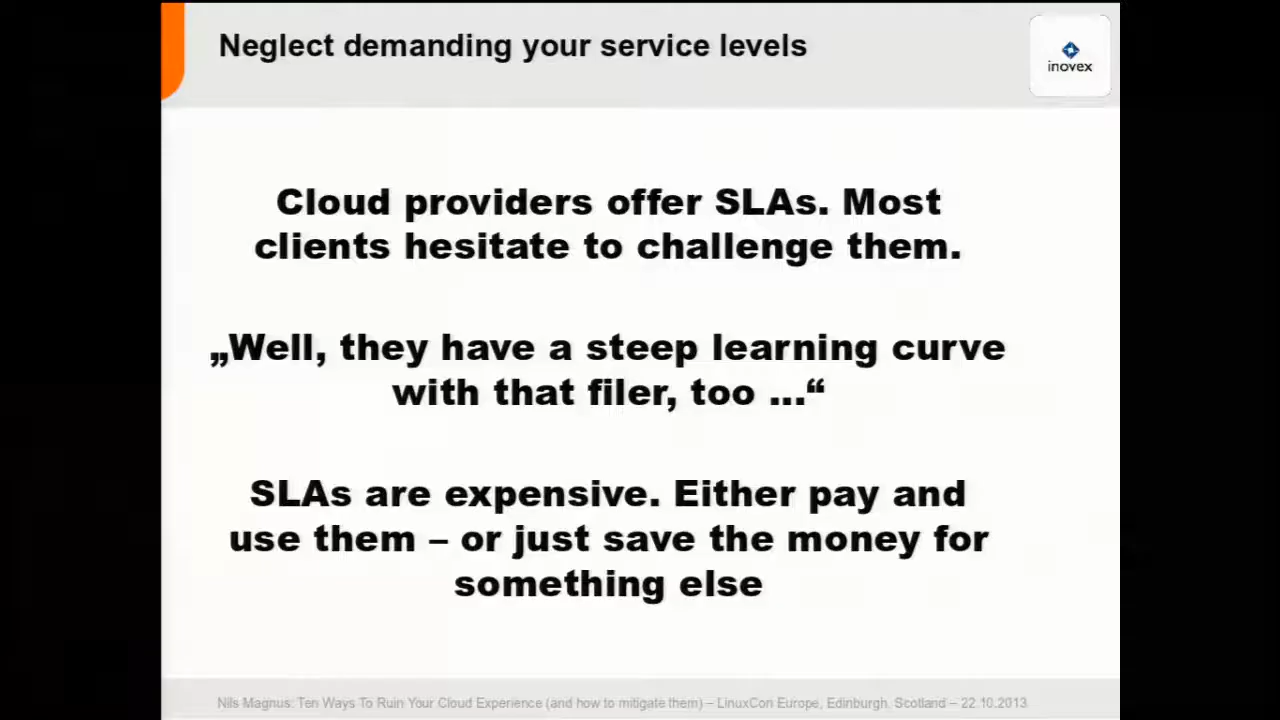 Neglect demanding your service levels
inovex
Cloud providers offer SLAs. Most
clients hesitate to challenge them.
„Well, they have a steep learning curve
with that filer, too ...“
SLAs are expensive. Either pay and
use them – or just save the money for
something else
Nils Magnus: Ten Ways To Ruin Your Cloud Experience (and how to mitigate them) – LinuxCon Europe, Edinburgh, Scotland – 22.10.2013